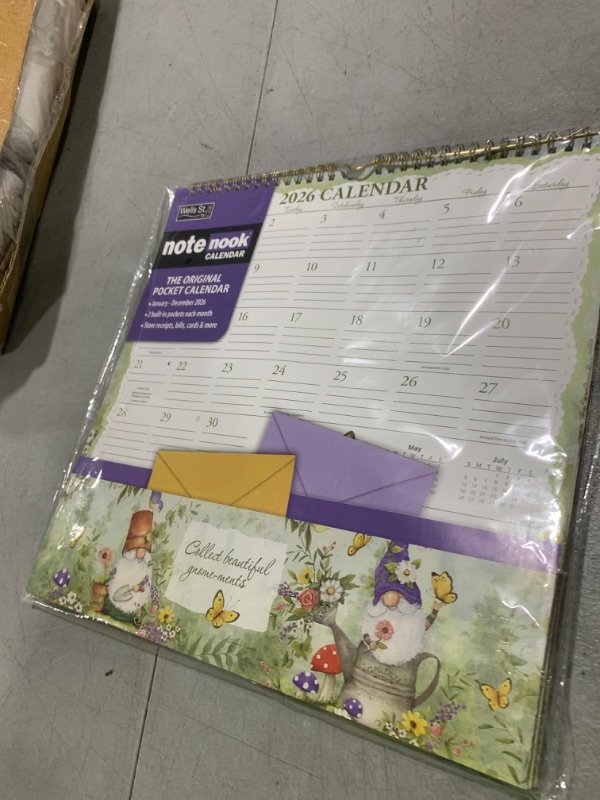 2026 CALENDAR
Tuesday Wednesday Thursday Friday Saturday
Wells St.
note nook
CALENDAR
THE ORIGINAL
POCKET CALENDAR
• January - December 2026
• 2 built-in pockets each month
• Store receipts, bills, cards & more
2 3 4 5 6
9 10 11 12 13
16 17 18 19 20
21 22 23 24 25 26 27
28 29 30
May
July
S M T W T F S
Collect beautiful
gnome-ments